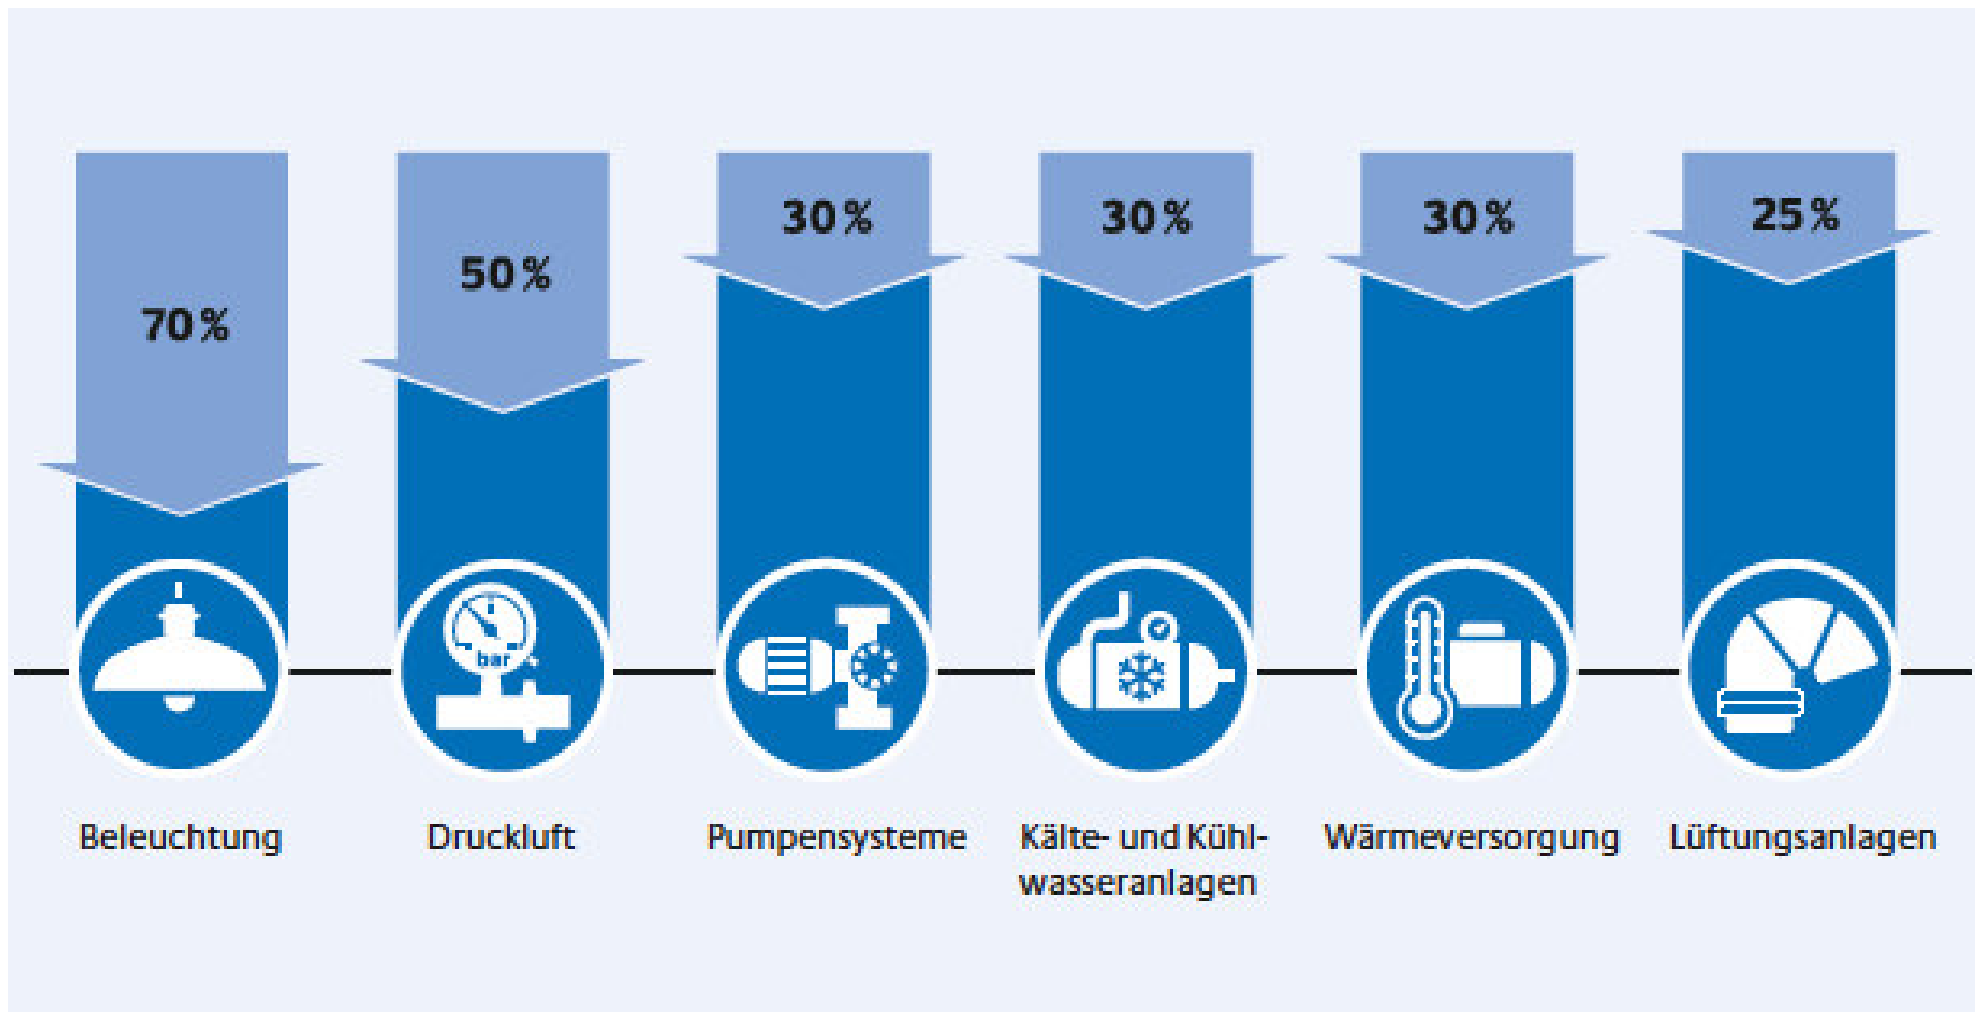 70%
50%
30%
30%
30%
25%
bar
Beleuchtung
Druckluft
Pumpensysteme
Kälte- und Kühl-
wasseranlagen
Wärmeversorgung
Lüftungsanlagen